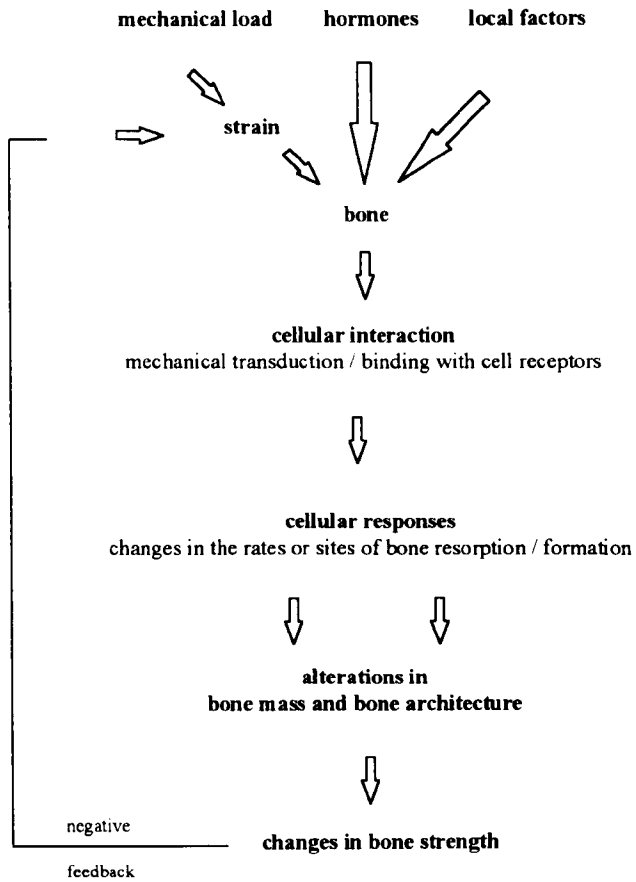 mechanical load hormones local factors
strain
bone
cellular interaction
mechanical transduction / binding with cell receptors
cellular responses
changes in the rates or sites of bone resorption / formation
alterations in
bone mass and bone architecture
negative
changes in bone strength
feedback